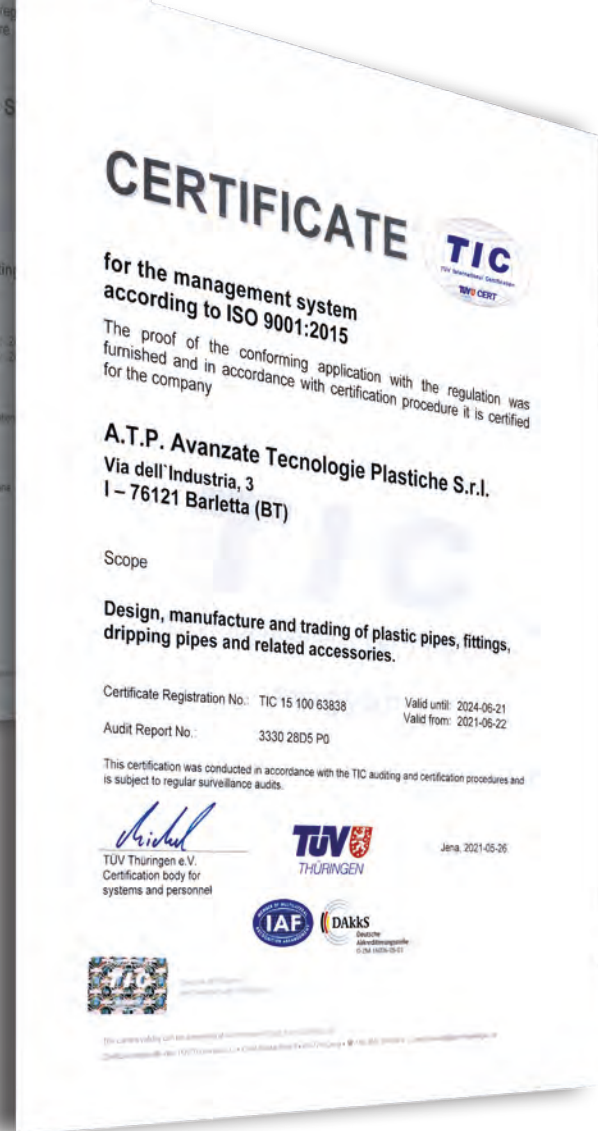 CERTIFICATE
TIC
TÜV International Certification
TÜV CERT
for the management system
according to ISO 9001:2015
The proof of the conforming application with the regulation was
furnished and in accordance with certification procedure it is certified
for the company
A.T.P. Avanzate Tecnologie Plastiche S.r.l.
Via dell`Industria, 3
I – 76121 Barletta (BT)
Scope
Design, manufacture and trading of plastic pipes, fittings,
dripping pipes and related accessories.
Certificate Registration No.: TIC 15 100 63838 Valid until: 2024-06-21
Valid from: 2021-06-22
Audit Report No.: 3330 28D5 P0
This certification was conducted in accordance with the TIC auditing and certification procedures and
is subject to regular surveillance audits.
TÜV Thüringen e.V.
Certification body for
systems and personnel
TÜV
THÜRINGEN
Jena, 2021-05-26
IAF
DAkkS
Deutsche
Akkreditierungsstelle
TIC